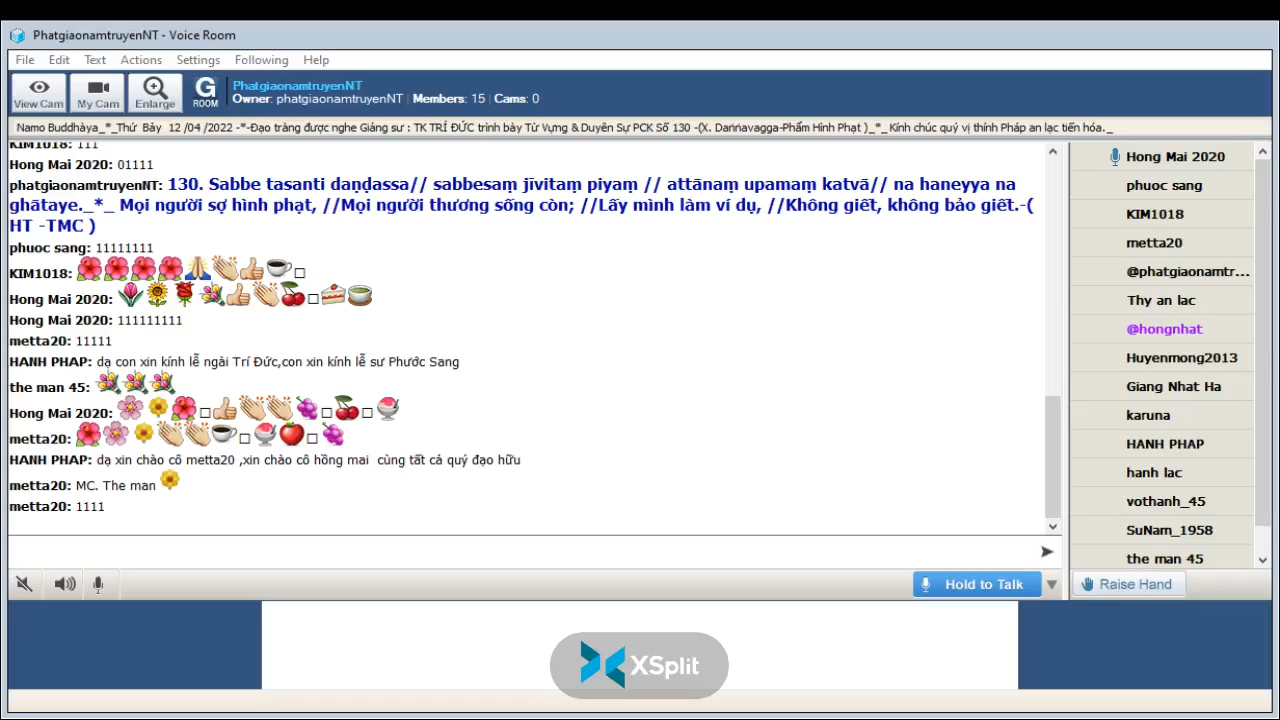 PhatgiaonamtruyenNT - Voice Room
File Edit Text Actions Settings Following Help
View Cam My Cam Enlarge G ROOM
PhatgiaonamtruyenNT
Owner: phatgiaonamtruyenNT | Members: 15 | Cams: 0
Namo Buddhàya_*_Thứ Bảy 12 /04 /2022 -*-Đạo tràng được nghe Giảng sư : TK TRÍ ĐỨC trình bày Từ Vựng & Duyên Sự PCK Số 130 -(X. Daṇṇavagga-Phẩm Hình Phạt )_*_ Kính chúc quý vị thính Pháp an lạc tiến hóa._
KIM1018: 111
Hong Mai 2020: 01111
phatgiaonamtruyenNT: 130. Sabbe tasanti daṇḍassa// sabbesaṃ jīvitaṃ piyaṃ // attānaṃ upamaṃ katvā// na haneyya na
ghātaye._*_ Mọi người sợ hình phạt, //Mọi người thương sống còn; //Lấy mình làm ví dụ, //Không giết, không bảo giết.-(
HT -TMC )
phuoc sang: 11111111
KIM1018:
Hong Mai 2020:
Hong Mai 2020: 111111111
metta20: 11111
HANH PHAP: dạ con xin kính lễ ngài Trí Đức,con xin kính lễ sư Phước Sang
the man 45:
Hong Mai 2020:
metta20:
HANH PHAP: dạ xin chào cô metta20 ,xin chào cô hồng mai cùng tất cả quý đạo hữu
metta20: MC. The man
metta20: 1111
Hold to Talk
Hong Mai 2020
phuoc sang
KIM1018
metta20
@phatgiaonamtr...
Thy an lac
@hongnhat
Huyenmong2013
Giang Nhat Ha
karuna
HANH PHAP
hanh lac
vothanh_45
SuNam_1958
the man 45
Raise Hand
XSplit